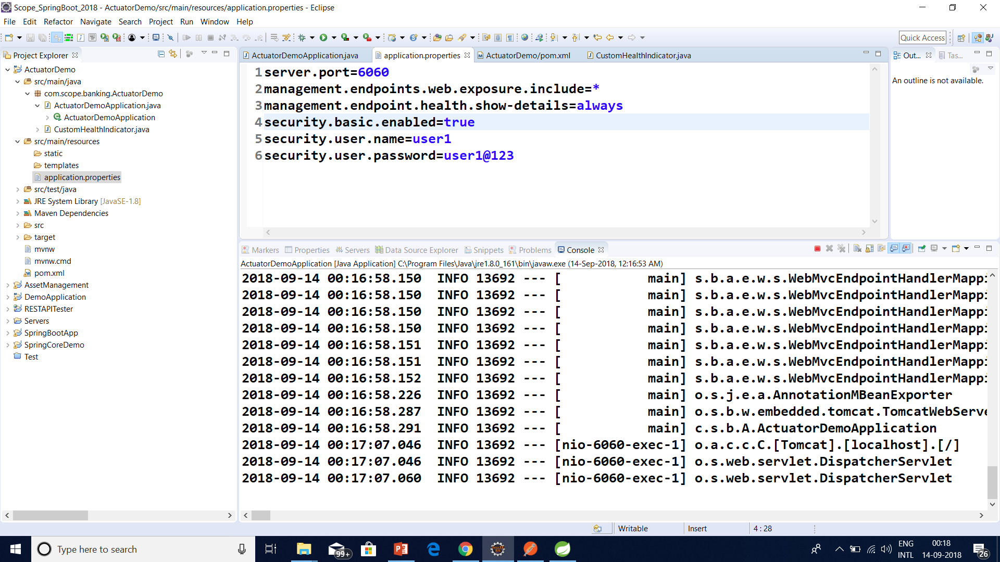 Scope_SpringBoot_2018 - ActuatorDemo/src/main/resources/application.properties - Eclipse
File Edit Refactor Navigate Search Project Run Window Help
Quick Access
Project Explorer
ActuatorDemo
src/main/java
com.scope.banking.ActuatorDemo
ActuatorDemoApplication.java
ActuatorDemoApplication
CustomHealthIndicator.java
src/main/resources
static
templates
application.properties
src/test/java
JRE System Library [JavaSE-1.8]
Maven Dependencies
src
target
mvnw
mvnw.cmd
pom.xml
AssetManagement
DemoApplication
RESTAPITester
Servers
SpringBootApp
SpringCoreDemo
Test
ActuatorDemoApplication.java application.properties ActuatorDemo/pom.xml CustomHealthIndicator.java
1 server.port=6060
2 management.endpoints.web.exposure.include=*
3 management.endpoint.health.show-details=always
4 security.basic.enabled=true
5 security.user.name=user1
6 security.user.password=user1@123
Out... Tas...
An outline is not available.
Markers Properties Servers Data Source Explorer Snippets Problems Console
ActuatorDemoApplication [Java Application] C:\Program Files\Java\jre1.8.0_161\bin\javaw.exe (14-Sep-2018, 12:16:53 AM)
2018-09-14 00:16:58.150  INFO 13692 --- [           main] s.b.a.e.w.s.WebMvcEndpointHandlerMappi
2018-09-14 00:16:58.150  INFO 13692 --- [           main] s.b.a.e.w.s.WebMvcEndpointHandlerMappi
2018-09-14 00:16:58.150  INFO 13692 --- [           main] s.b.a.e.w.s.WebMvcEndpointHandlerMappi
2018-09-14 00:16:58.150  INFO 13692 --- [           main] s.b.a.e.w.s.WebMvcEndpointHandlerMappi
2018-09-14 00:16:58.151  INFO 13692 --- [           main] s.b.a.e.w.s.WebMvcEndpointHandlerMappi
2018-09-14 00:16:58.151  INFO 13692 --- [           main] s.b.a.e.w.s.WebMvcEndpointHandlerMappi
2018-09-14 00:16:58.152  INFO 13692 --- [           main] s.b.a.e.w.s.WebMvcEndpointHandlerMappi
2018-09-14 00:16:58.226  INFO 13692 --- [           main] o.s.j.e.a.AnnotationMBeanExporter
2018-09-14 00:16:58.287  INFO 13692 --- [           main] o.s.b.w.embedded.tomcat.TomcatWebServe
2018-09-14 00:16:58.291  INFO 13692 --- [           main] c.s.b.A.ActuatorDemoApplication
2018-09-14 00:17:07.046  INFO 13692 --- [nio-6060-exec-1] o.a.c.c.C.[Tomcat].[localhost].[/]
2018-09-14 00:17:07.046  INFO 13692 --- [nio-6060-exec-1] o.s.web.servlet.DispatcherServlet
2018-09-14 00:17:07.060  INFO 13692 --- [nio-6060-exec-1] o.s.web.servlet.DispatcherServlet
Writable Insert 4 : 28
Type here to search
99+
ENG
INTL
00:18
14-09-2018
26